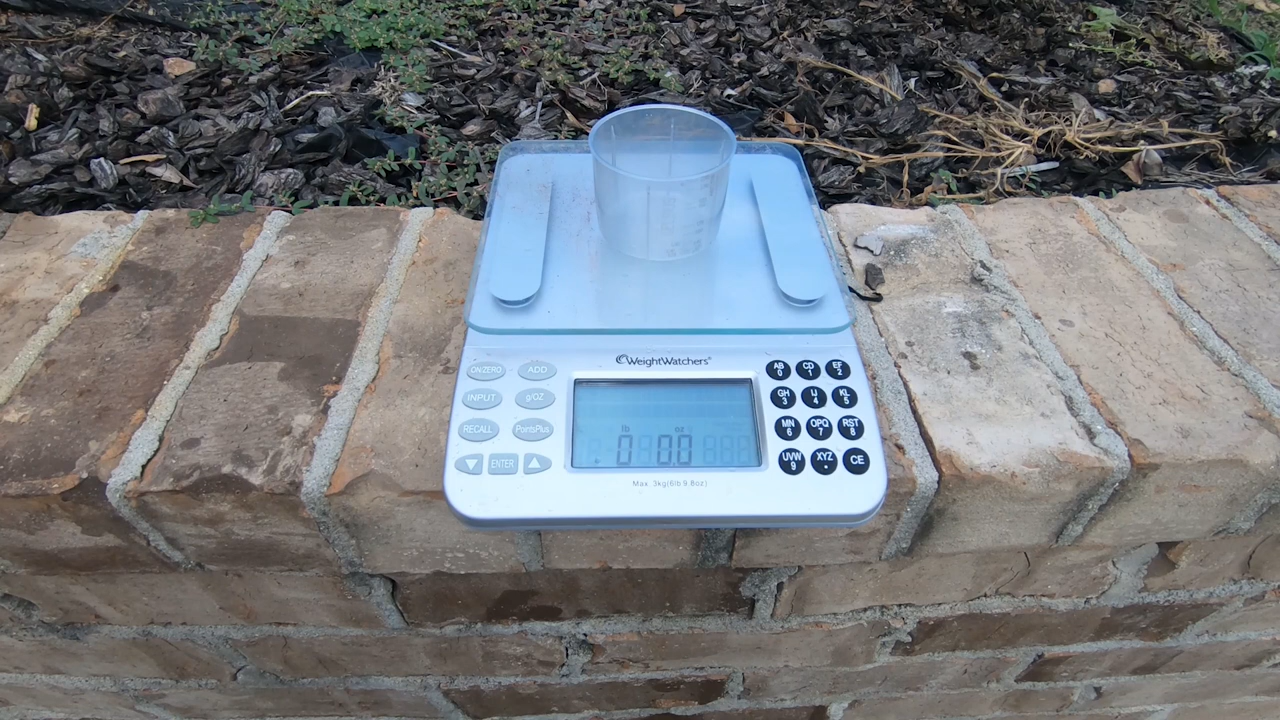 WeightWatchers®
ON/ZERO ADD
INPUT g/OZ
RECALL PointsPlus
ENTER
lb oz
0 0.0
AB CD EF
0 1 2
GH IJ KL
3 4 5
MN OPQ RST
6 7 8
UVW XYZ CE
9 .
Max. 3kg(6lb 9.8oz)